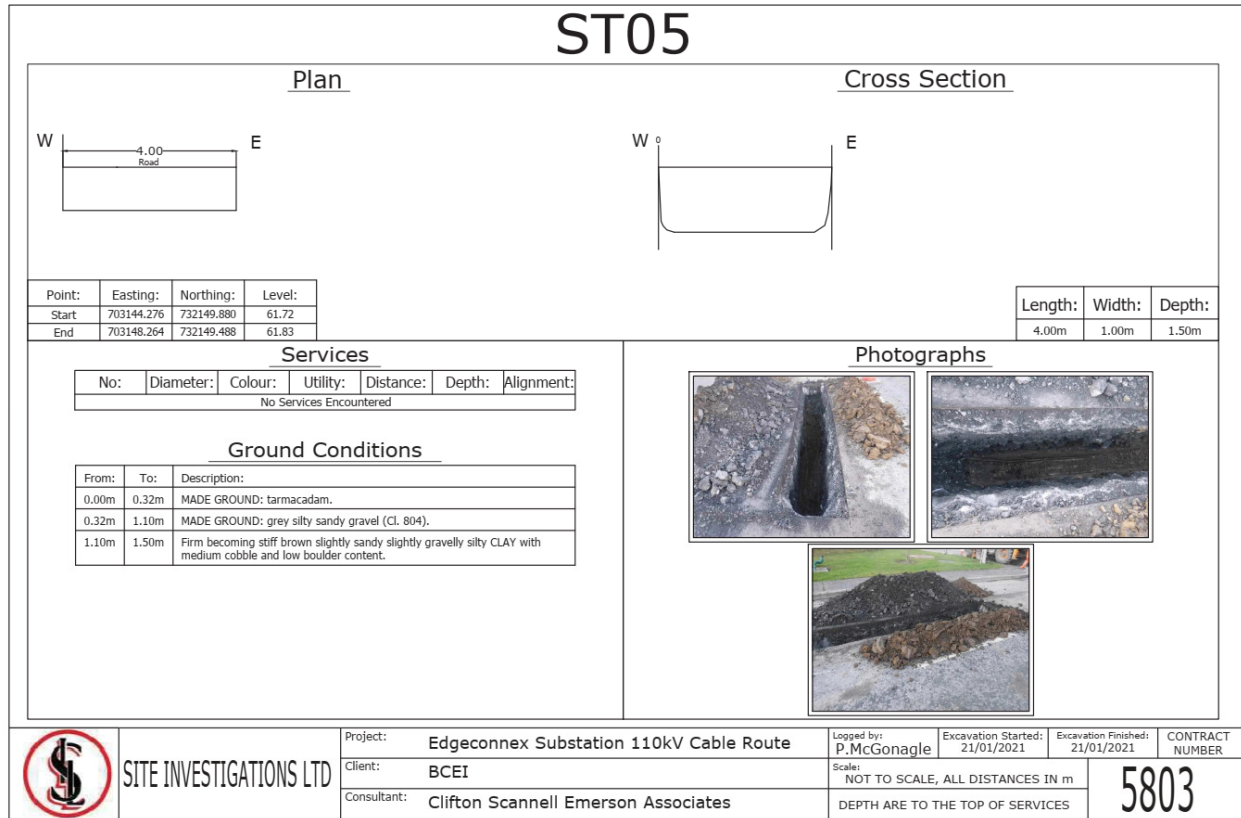 ST05
Plan
W
4.00
Road
E
Cross Section
W 0
E
Point: Easting: Northing: Level:
Start 703144.276 732149.880 61.72
End 703148.264 732149.488 61.83
Length: Width: Depth:
4.00m 1.00m 1.50m
Services
No: Diameter: Colour: Utility: Distance: Depth: Alignment:
No Services Encountered
Ground Conditions
From: To: Description:
0.00m 0.32m MADE GROUND: tarmacadam.
0.32m 1.10m MADE GROUND: grey silty sandy gravel (Cl. 804).
1.10m 1.50m Firm becoming stiff brown slightly sandy slightly gravelly silty CLAY with
medium cobble and low boulder content.
Photographs
SIL
SITE INVESTIGATIONS LTD
Project: Edgeconnex Substation 110kV Cable Route
Client: BCEI
Consultant: Clifton Scannell Emerson Associates
Logged by:
P.McGonagle
Excavation Started:
21/01/2021
Excavation Finished:
21/01/2021
Scale:
NOT TO SCALE, ALL DISTANCES IN m
DEPTH ARE TO THE TOP OF SERVICES
CONTRACT
NUMBER
5803